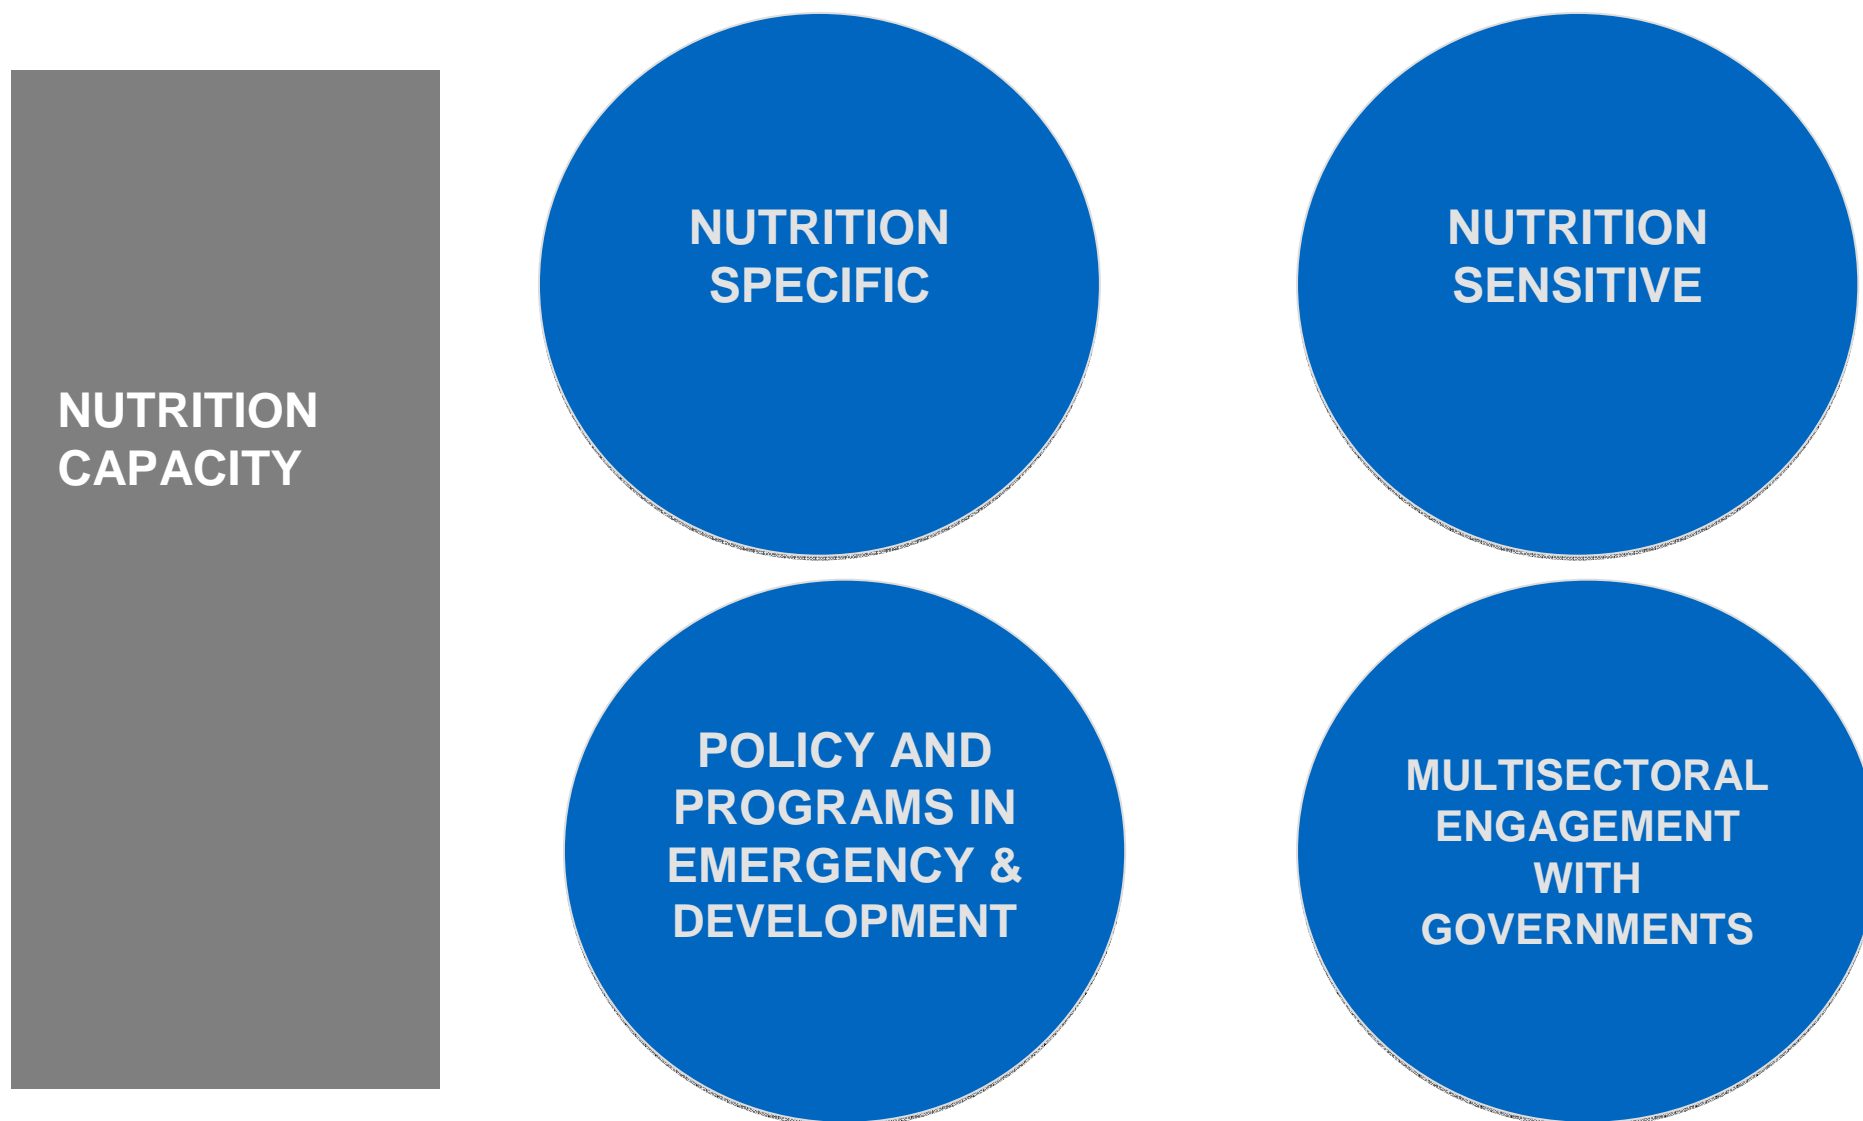 NUTRITION
CAPACITY
NUTRITION
SPECIFIC
NUTRITION
SENSITIVE
POLICY AND
PROGRAMS IN
EMERGENCY &
DEVELOPMENT
MULTISECTORAL
ENGAGEMENT
WITH
GOVERNMENTS